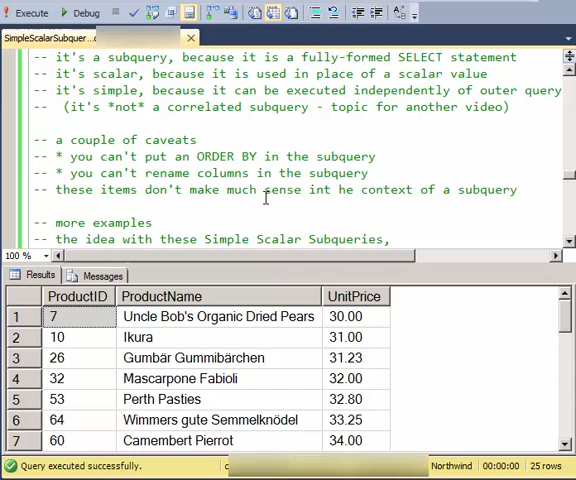 Execute Debug
SimpleScalarSubquer...
-- it's a subquery, because it is a fully-formed SELECT statement
-- it's scalar, because it is used in place of a scalar value
-- it's simple, because it can be executed independently of outer query
-- (it's *not* a correlated subquery - topic for another video)
-- a couple of caveats
-- * you can't put an ORDER BY in the subquery
-- * you can't rename columns in the subquery
-- these items don't make much sense int he context of a subquery
-- more examples
-- the idea with these Simple Scalar Subqueries,
100 %
Results Messages
ProductID ProductName UnitPrice
1 7 Uncle Bob's Organic Dried Pears 30.00
2 10 Ikura 31.00
3 26 Gumbär Gummibärchen 31.23
4 32 Mascarpone Fabioli 32.00
5 53 Perth Pasties 32.80
6 64 Wimmers gute Semmelknödel 33.25
7 60 Camembert Pierrot 34.00
Query executed successfully. Northwind 00:00:00 25 rows